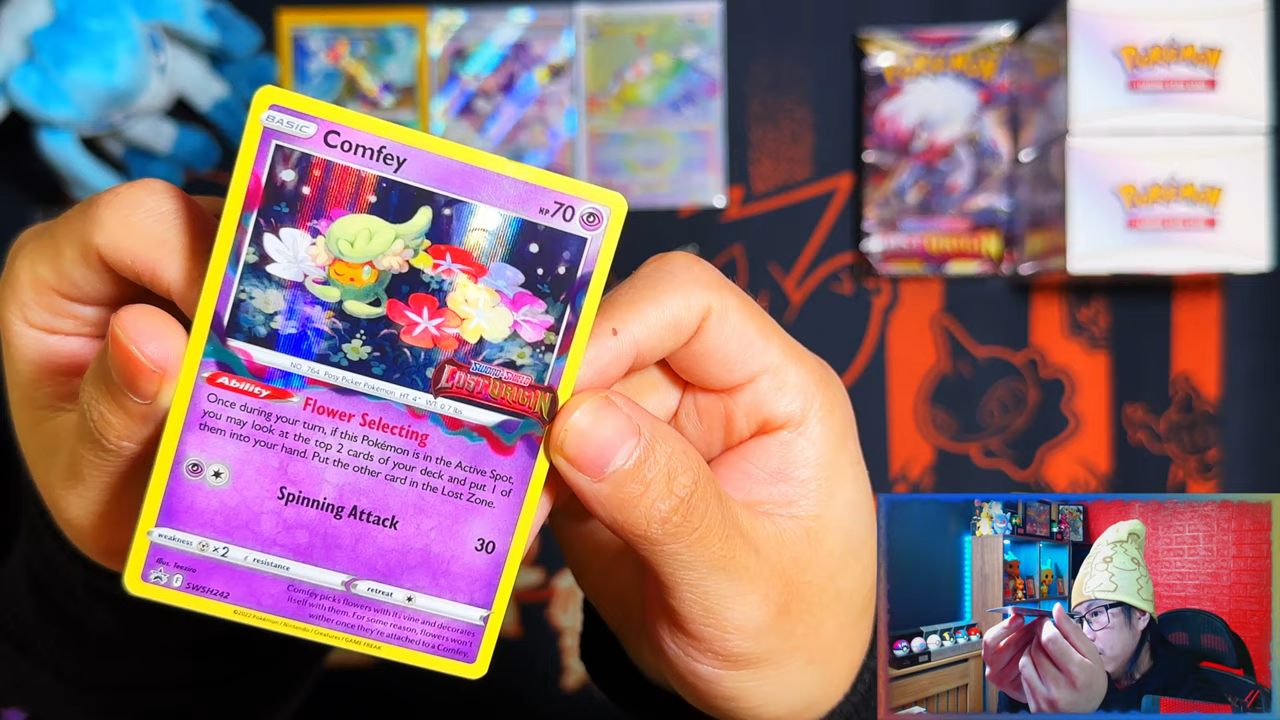 BASIC
Comfey
HP 70
NO. 764 Posy Picker Pokémon HT. 4" WT. 0.7 lbs.
SWORD & SHIELD
LOST ORIGIN
Ability
Flower Selecting
Once during your turn, if this Pokémon is in the Active Spot,
you may look at the top 2 cards of your deck and put 1 of
them into your hand. Put the other card in the Lost Zone.
Spinning Attack
30
weakness ×2 resistance retreat
illus. Teeziro
SWSH242
Comfey picks flowers with its vine and decorates
itself with them. For some reason, flowers won't
wither once they're attached to a Comfey.
©2022 Pokémon / Nintendo / Creatures / GAME FREAK
POKÉMON
LOST ORIGIN
POKÉMON
POKÉMON